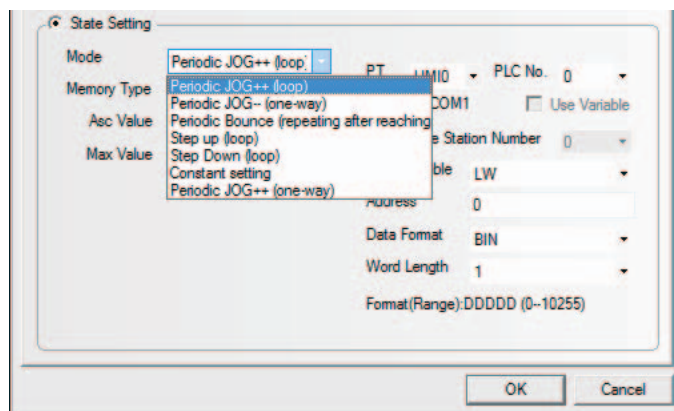 State Setting
Mode
Periodic JOG++ (loop)
PT HMI0 PLC No. 0
Memory Type
Periodic JOG++ (loop)
Periodic JOG-- (one-way)
COM1 Use Variable
Asc Value
Periodic Bounce (repeating after reaching
Step up (loop)
Station Number 0
Max Value
Step Down (loop)
Constant setting
LW
Periodic JOG++ (one-way)
Address 0
Data Format BIN
Word Length 1
Format(Range):DDDDD (0--10255)
OK Cancel